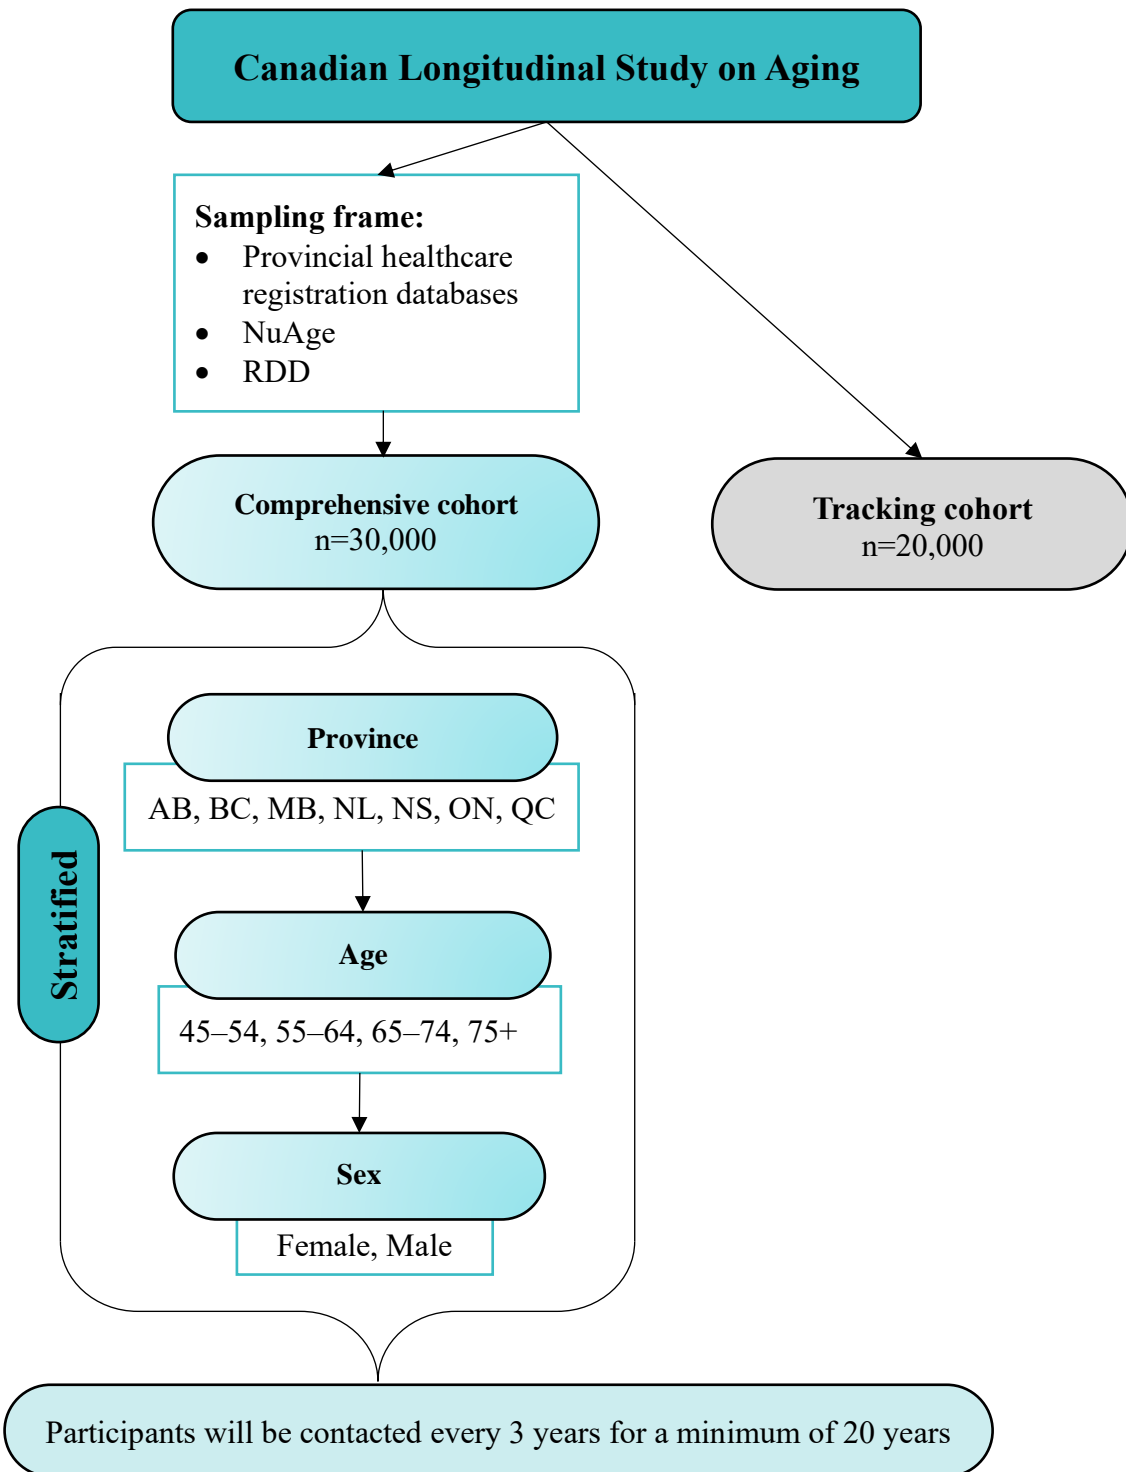 Canadian Longitudinal Study on Aging
Sampling frame:
• Provincial healthcare
registration databases
• NuAge
• RDD
Comprehensive cohort
n=30,000
Tracking cohort
n=20,000
Stratified
Province
AB, BC, MB, NL, NS, ON, QC
Age
45–54, 55–64, 65–74, 75+
Sex
Female, Male
Participants will be contacted every 3 years for a minimum of 20 years